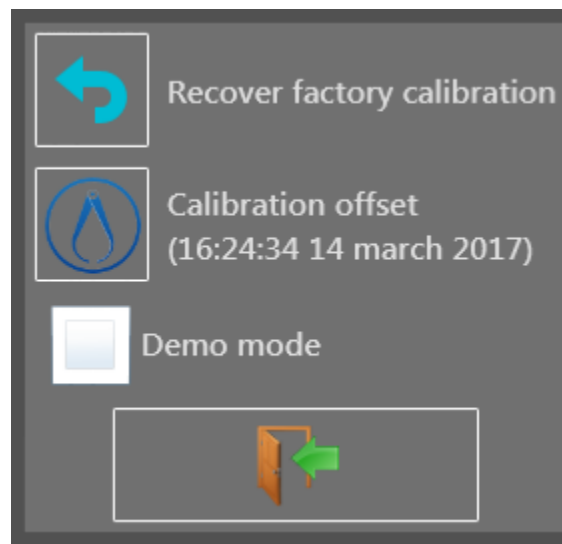 Recover factory calibration
Calibration offset
(16:24:34 14 march 2017)
Demo mode